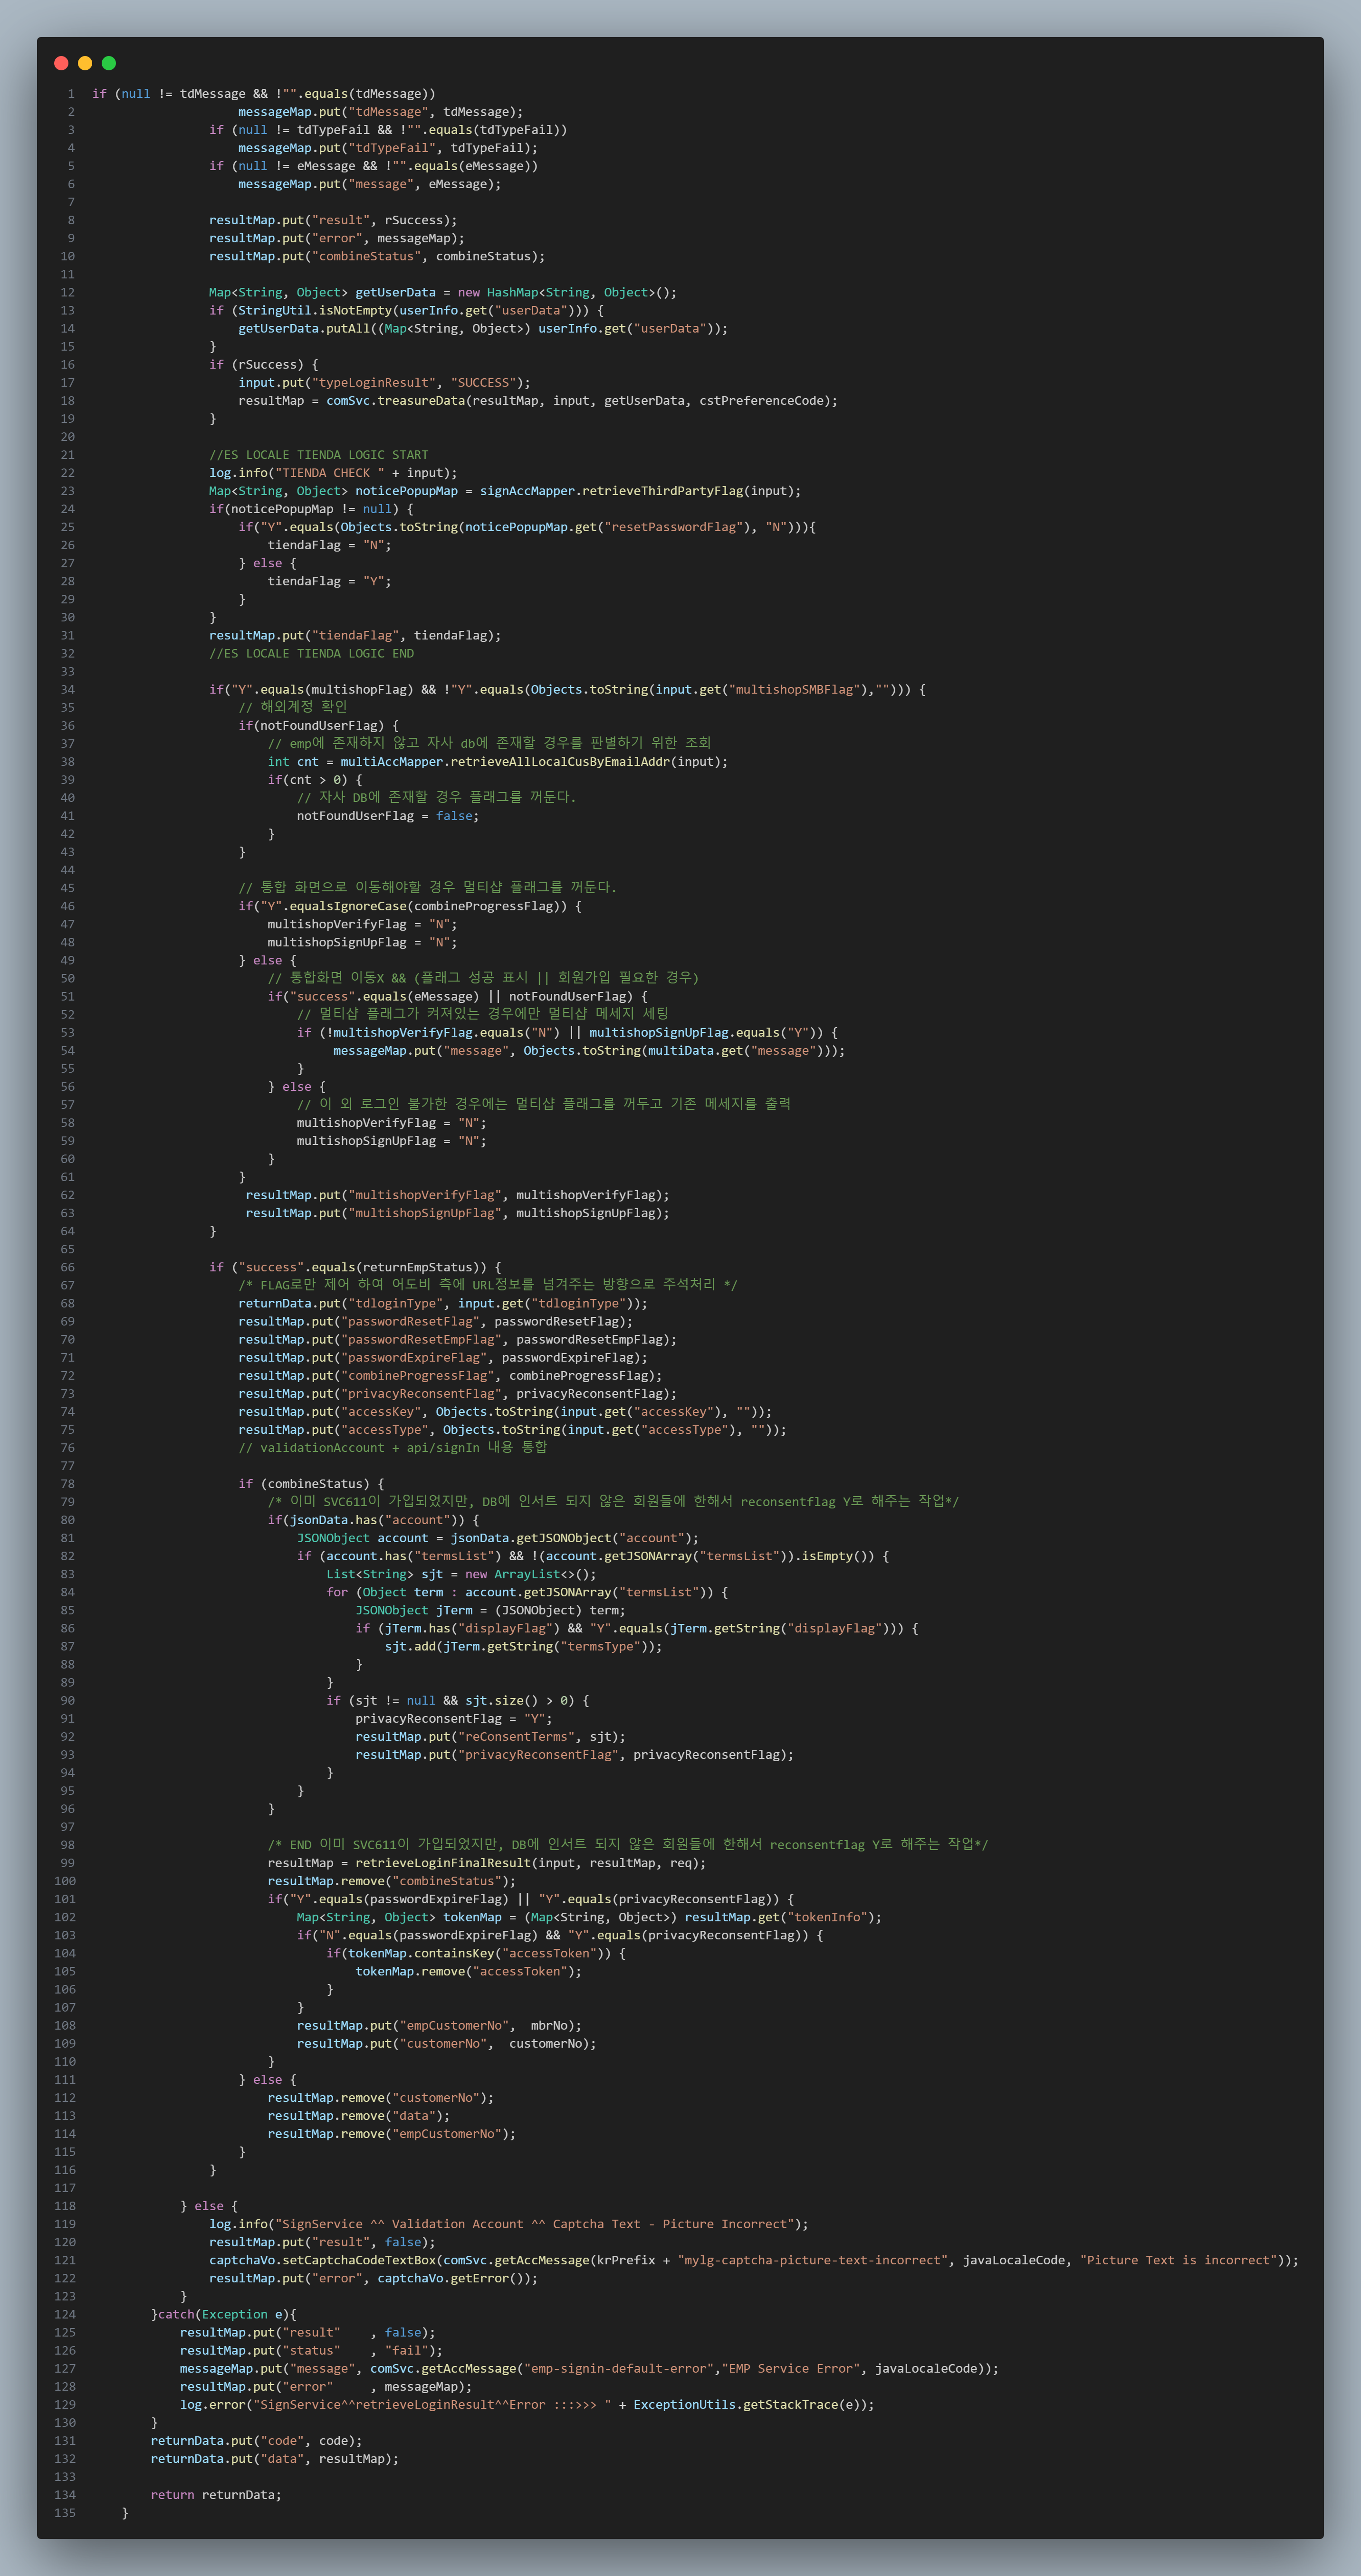 1 if (null != tdMessage && !"".equals(tdMessage))
2 messageMap.put("tdMessage", tdMessage);
3 if (null != tdTypeFail && !"".equals(tdTypeFail))
4 messageMap.put("tdTypeFail", tdTypeFail);
5 if (null != eMessage && !"".equals(eMessage))
6 messageMap.put("message", eMessage);
7
8 resultMap.put("result", rSuccess);
9 resultMap.put("error", messageMap);
10 resultMap.put("combineStatus", combineStatus);
11
12 Map<String, Object> getUserData = new HashMap<String, Object>();
13 if (StringUtil.isNotEmpty(userInfo.get("userData"))) {
14 getUserData.putAll((Map<String, Object>) userInfo.get("userData"));
15 }
16 if (rSuccess) {
17 input.put("typeLoginResult", "SUCCESS");
18 resultMap = comSvc.treasureData(resultMap, input, getUserData, cstPreferenceCode);
19 }
20
21 //ES LOCALE TIENDA LOGIC START
22 log.info("TIENDA CHECK " + input);
23 Map<String, Object> noticePopupMap = signAccMapper.retrieveThirdPartyFlag(input);
24 if(noticePopupMap != null) {
25 if("Y".equals(Objects.toString(noticePopupMap.get("resetPasswordFlag"), "N"))){
26 tiendaFlag = "N";
27 } else {
28 tiendaFlag = "Y";
29 }
30 }
31 resultMap.put("tiendaFlag", tiendaFlag);
32 //ES LOCALE TIENDA LOGIC END
33
34 if("Y".equals(multishopFlag) && !"Y".equals(Objects.toString(input.get("multishopSMBFlag"),""))) {
35 // 해외계정 확인
36 if(notFoundUserFlag) {
37 // emp에 존재하지 않고 자사 db에 존재할 경우를 판별하기 위한 조회
38 int cnt = multiAccMapper.retrieveAllLocalCusByEmailAddr(input);
39 if(cnt > 0) {
40 // 자사 DB에 존재할 경우 플래그를 꺼둔다.
41 notFoundUserFlag = false;
42 }
43 }
44
45 // 통합 화면으로 이동해야할 경우 멀티샵 플래그를 꺼둔다.
46 if("Y".equalsIgnoreCase(combineProgressFlag)) {
47 multishopVerifyFlag = "N";
48 multishopSignUpFlag = "N";
49 } else {
50 // 통합화면 이동X && (플래그 성공 표시 || 회원가입 필요한 경우)
51 if("success".equals(eMessage) || notFoundUserFlag) {
52 // 멀티샵 플래그가 켜져있는 경우에만 멀티샵 메세지 세팅
53 if (!multishopVerifyFlag.equals("N") || multishopSignUpFlag.equals("Y")) {
54 messageMap.put("message", Objects.toString(multiData.get("message")));
55 }
56 } else {
57 // 이 외 로그인 불가한 경우에는 멀티샵 플래그를 꺼두고 기존 메세지를 출력
58 multishopVerifyFlag = "N";
59 multishopSignUpFlag = "N";
60 }
61 }
62 resultMap.put("multishopVerifyFlag", multishopVerifyFlag);
63 resultMap.put("multishopSignUpFlag", multishopSignUpFlag);
64 }
65
66 if ("success".equals(returnEmpStatus)) {
67 /* FLAG로만 제어 하여 어도비 측에 URL정보를 넘겨주는 방향으로 주석처리 */
68 returnData.put("tdloginType", input.get("tdloginType"));
69 resultMap.put("passwordResetFlag", passwordResetFlag);
70 resultMap.put("passwordResetEmpFlag", passwordResetEmpFlag);
71 resultMap.put("passwordExpireFlag", passwordExpireFlag);
72 resultMap.put("combineProgressFlag", combineProgressFlag);
73 resultMap.put("privacyReconsentFlag", privacyReconsentFlag);
74 resultMap.put("accessKey", Objects.toString(input.get("accessKey"), ""));
75 resultMap.put("accessType", Objects.toString(input.get("accessType"), ""));
76 // validationAccount + api/signIn 내용 통합
77
78 if (combineStatus) {
79 /* 이미 SVC611이 가입되었지만, DB에 인서트 되지 않은 회원들에 한해서 reconsentflag Y로 해주는 작업*/
80 if(jsonData.has("account")) {
81 JSONObject account = jsonData.getJSONObject("account");
82 if (account.has("termsList") && !(account.getJSONArray("termsList")).isEmpty()) {
83 List<String> sjt = new ArrayList<>();
84 for (Object term : account.getJSONArray("termsList")) {
85 JSONObject jTerm = (JSONObject) term;
86 if (jTerm.has("displayFlag") && "Y".equals(jTerm.getString("displayFlag"))) {
87 sjt.add(jTerm.getString("termsType"));
88 }
89 }
90 if (sjt != null && sjt.size() > 0) {
91 privacyReconsentFlag = "Y";
92 resultMap.put("reConsentTerms", sjt);
93 resultMap.put("privacyReconsentFlag", privacyReconsentFlag);
94 }
95 }
96 }
97
98 /* END 이미 SVC611이 가입되었지만, DB에 인서트 되지 않은 회원들에 한해서 reconsentflag Y로 해주는 작업*/
99 resultMap = retrieveLoginFinalResult(input, resultMap, req);
100 resultMap.remove("combineStatus");
101 if("Y".equals(passwordExpireFlag) || "Y".equals(privacyReconsentFlag)) {
102 Map<String, Object> tokenMap = (Map<String, Object>) resultMap.get("tokenInfo");
103 if("N".equals(passwordExpireFlag) && "Y".equals(privacyReconsentFlag)) {
104 if(tokenMap.containsKey("accessToken")) {
105 tokenMap.remove("accessToken");
106 }
107 }
108 resultMap.put("empCustomerNo", mbrNo);
109 resultMap.put("customerNo", customerNo);
110 }
111 } else {
112 resultMap.remove("customerNo");
113 resultMap.remove("data");
114 resultMap.remove("empCustomerNo");
115 }
116 }
117
118 } else {
119 log.info("SignService ^^ Validation Account ^^ Captcha Text - Picture Incorrect");
120 resultMap.put("result", false);
121 captchaVo.setCaptchaCodeTextBox(comSvc.getAccMessage(krPrefix + "mylg-captcha-picture-text-incorrect", javaLocaleCode, "Picture Text is incorrect"));
122 resultMap.put("error", captchaVo.getError());
123 }
124 }catch(Exception e){
125 resultMap.put("result" , false);
126 resultMap.put("status" , "fail");
127 messageMap.put("message", comSvc.getAccMessage("emp-signin-default-error","EMP Service Error", javaLocaleCode));
128 resultMap.put("error" , messageMap);
129 log.error("SignService^^retrieveLoginResult^^Error :::>>> " + ExceptionUtils.getStackTrace(e));
130 }
131 returnData.put("code", code);
132 returnData.put("data", resultMap);
133
134 return returnData;
135 }